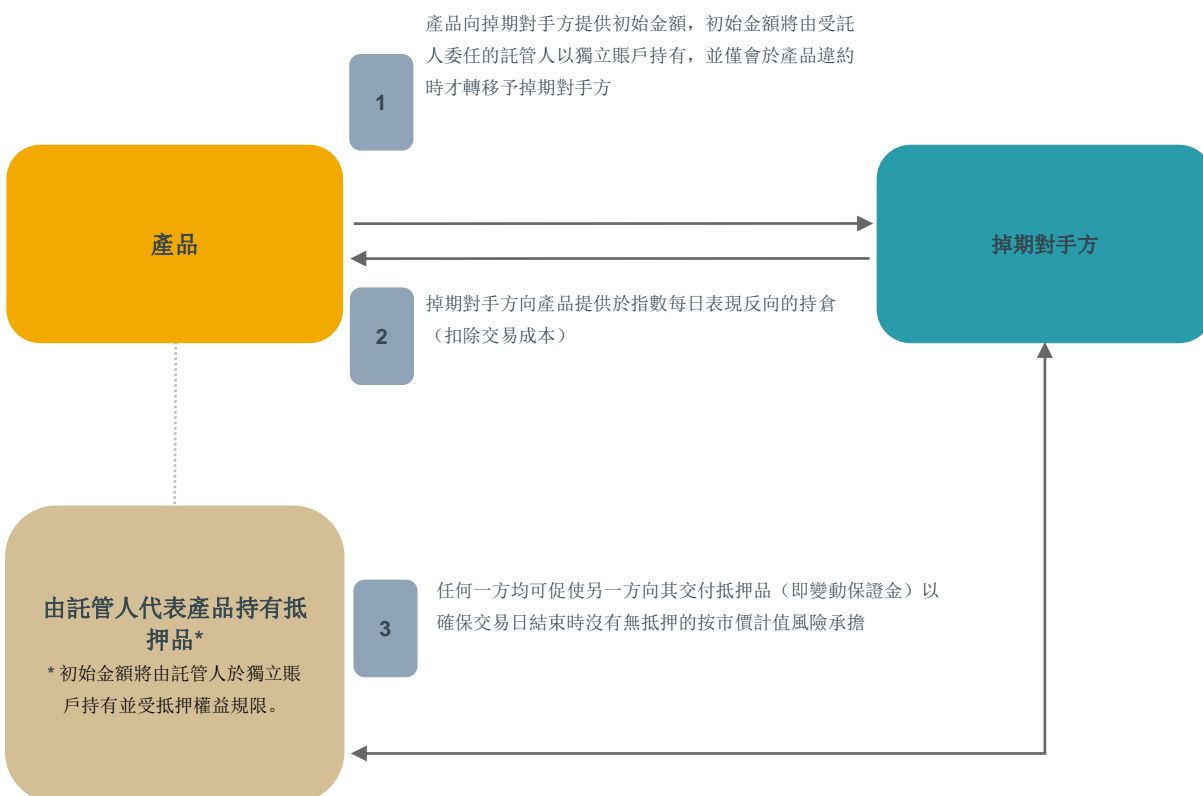 產品向掉期對手方提供初始金額，初始金額將由受託
人委任的託管人以獨立賬戶持有，並僅會於產品違約
時才轉移予掉期對手方
1
產品
掉期對手方
2
掉期對手方向產品提供於指數每日表現反向的持倉
（扣除交易成本）
由託管人代表產品持有抵
押品*
* 初始金額將由託管人於獨立賬
戶持有並受抵押權益規限。
3
任何一方均可促使另一方向其交付抵押品（即變動保證金）以
確保交易日結束時沒有無抵押的按市價計值風險承擔